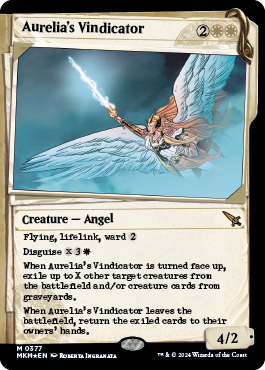 Aurelia's Vindicator 2
Creature — Angel
Flying, lifelink, ward 2
Disguise X 3
When Aurelia's Vindicator is turned face up,
exile up to X other target creatures from
the battlefield and/or creature cards from
graveyards.
When Aurelia's Vindicator leaves the
battlefield, return the exiled cards to their
owners' hands.
4/2
M 0377
MKM★EN Roberta Ingranata
™ & © 2024 Wizards of the Coast